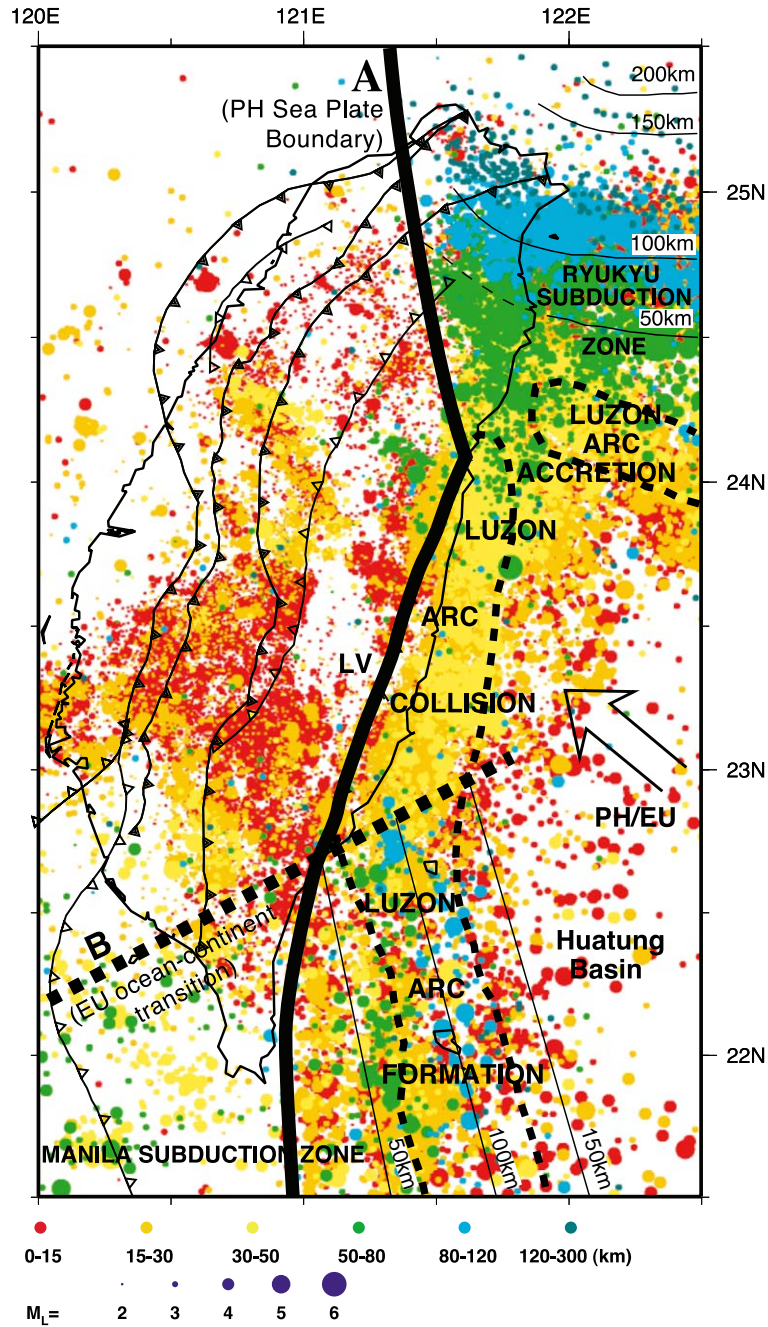 120E 121E 122E
200km
A
(PH Sea Plate
Boundary)
150km
25N
100km
RYUKYU
SUBDUCTION
50km
ZONE
LUZON
ARC
ACCRETION
24N
LUZON
ARC
LV
COLLISION
23N
PH/EU
LUZON
B
(EU ocean-continent
transition)
Huatung
Basin
ARC
22N
FORMATION
MANILA SUBDUCTION ZONE
50km
100km
150km
0-15 15-30 30-50 50-80 80-120 120-300 (km)
ML= 2 3 4 5 6